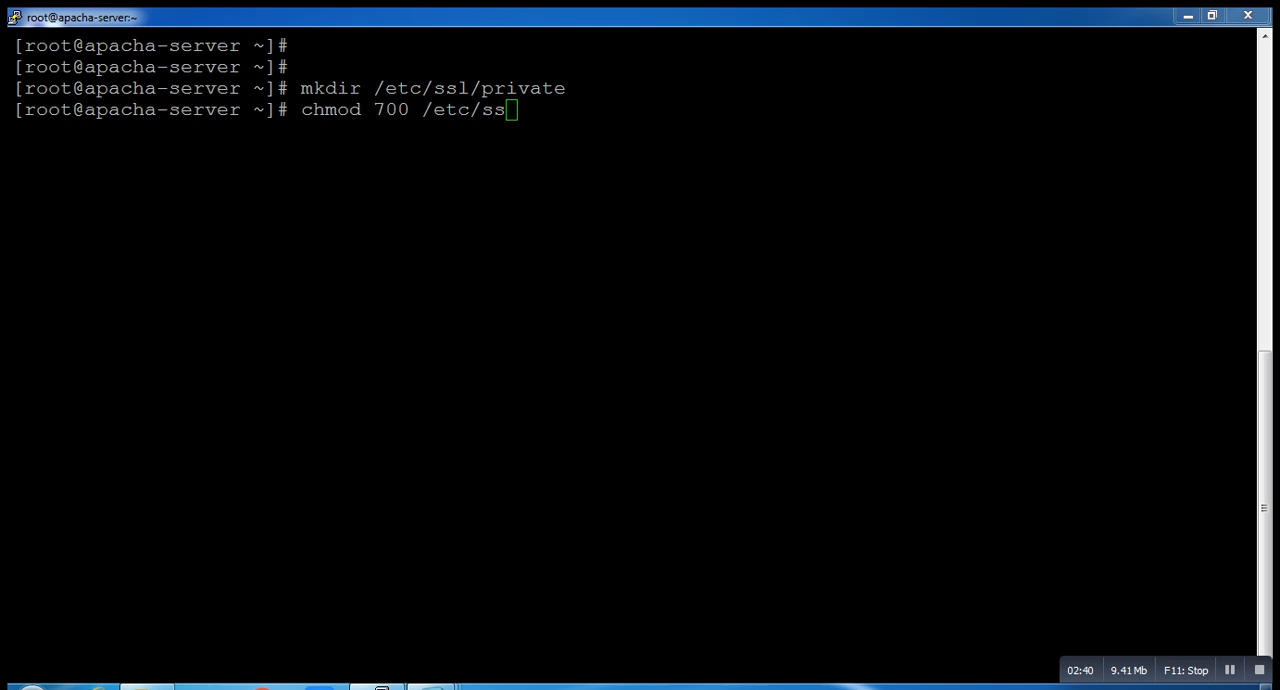 root@apacha-server:~
[root@apacha-server ~]#
[root@apacha-server ~]#
[root@apacha-server ~]# mkdir /etc/ssl/private
[root@apacha-server ~]# chmod 700 /etc/ss
02:40 9.41 Mb F11: Stop